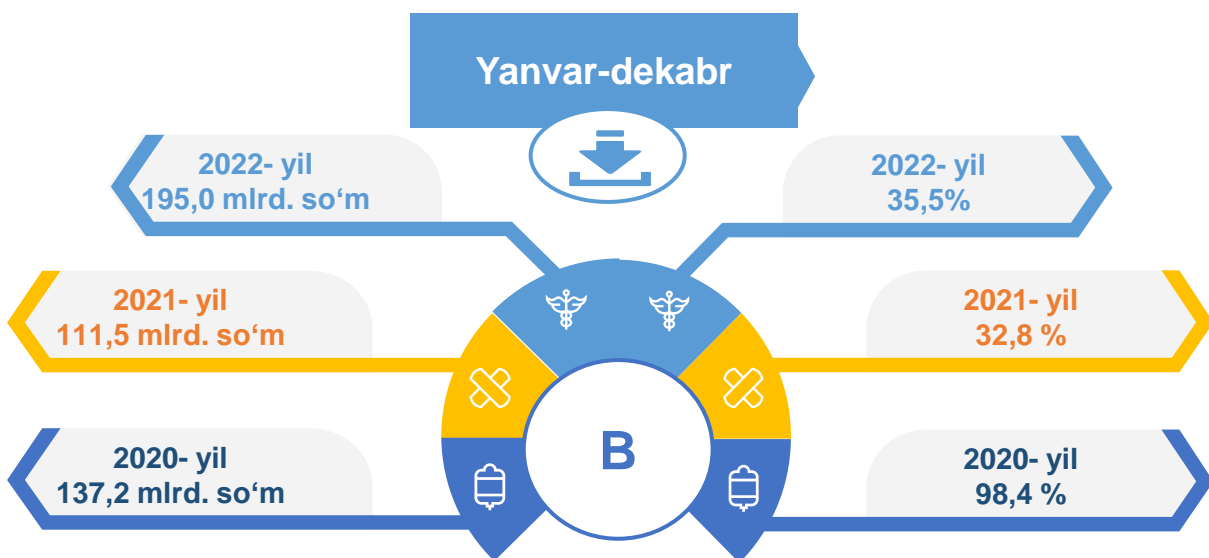 Yanvar-dekabr
2022- yil
195,0 mlrd. so‘m
2022- yil
35,5%
2021- yil
111,5 mlrd. so‘m
2021- yil
32,8 %
2020- yil
137,2 mlrd. so‘m
2020- yil
98,4 %
B